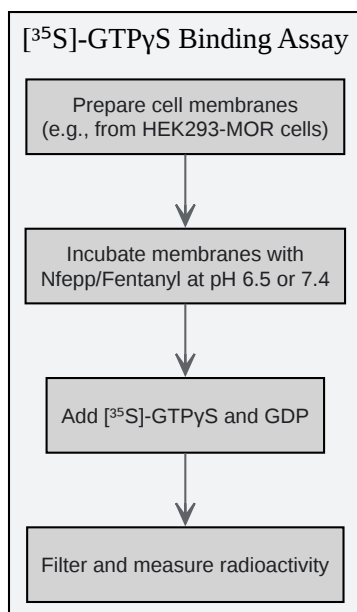 [³⁵S]-GTPγS Binding Assay
Prepare cell membranes
(e.g., from HEK293-MOR cells)
Incubate membranes with
Nfepp/Fentanyl at pH 6.5 or 7.4
Add [³⁵S]-GTPγS and GDP
Filter and measure radioactivity